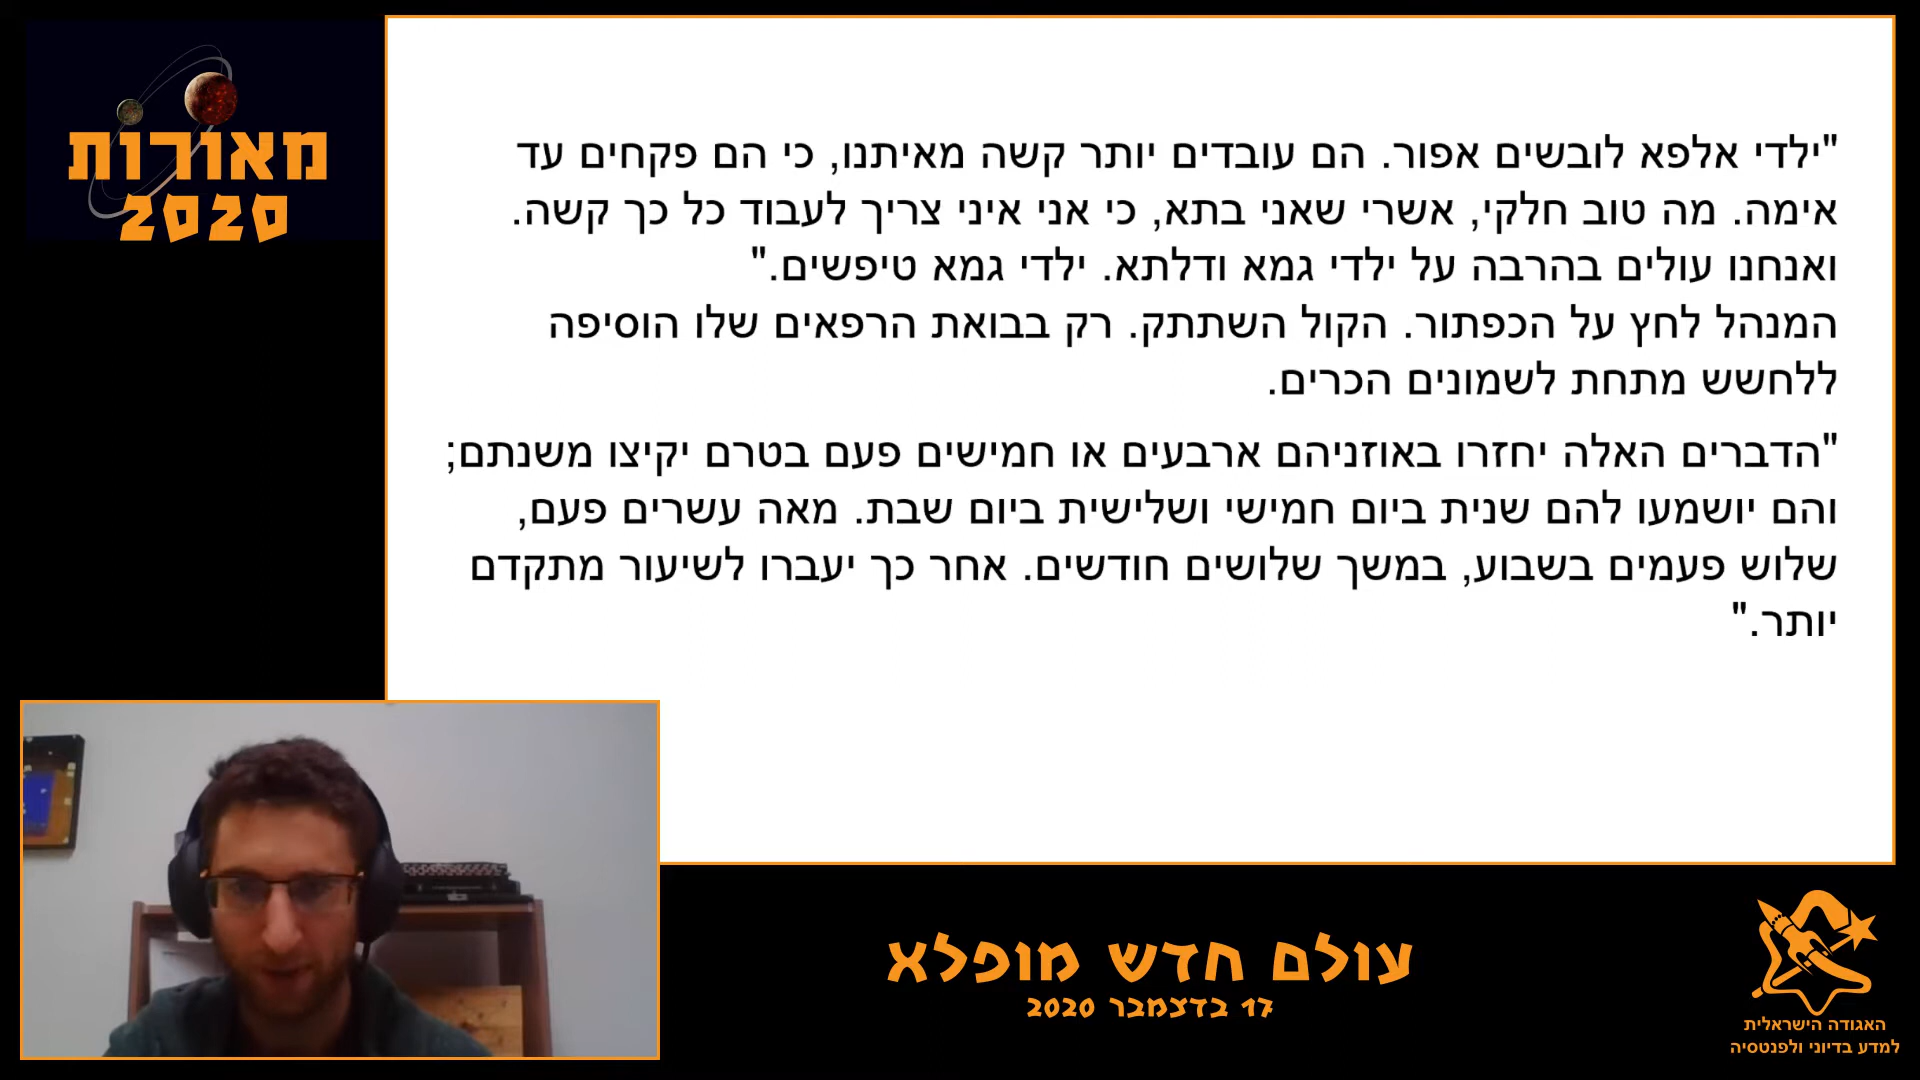 מאורות
2020
"ילדי אלפא לובשים אפור. הם עובדים יותר קשה מאיתנו, כי הם פקחים עד
אימה. מה טוב חלקי, אשרי שאני בתא, כי אני איני צריך לעבוד כל כך קשה.
ואנחנו עולים בהרבה על ילדי גמא ודלתא. ילדי גמא טיפשים."
המנהל לחץ על הכפתור. הקול השתתק. רק בבואת הרפאים שלו הוסיפה
ללחשש מתחת לשמונים הכרים.
"הדברים האלה יחזרו באוזניהם ארבעים או חמישים פעם בטרם יקיצו משנתם;
והם יושמעו להם שנית ביום חמישי ושלישית ביום שבת. מאה עשרים פעם,
שלוש פעמים בשבוע, במשך שלושים חודשים. אחר כך יעברו לשיעור מתקדם
יותר."
עולם חדש מופלא
17 בדצמבר 2020
האגודה הישראלית
למדע בדיוני ולפנטסיה